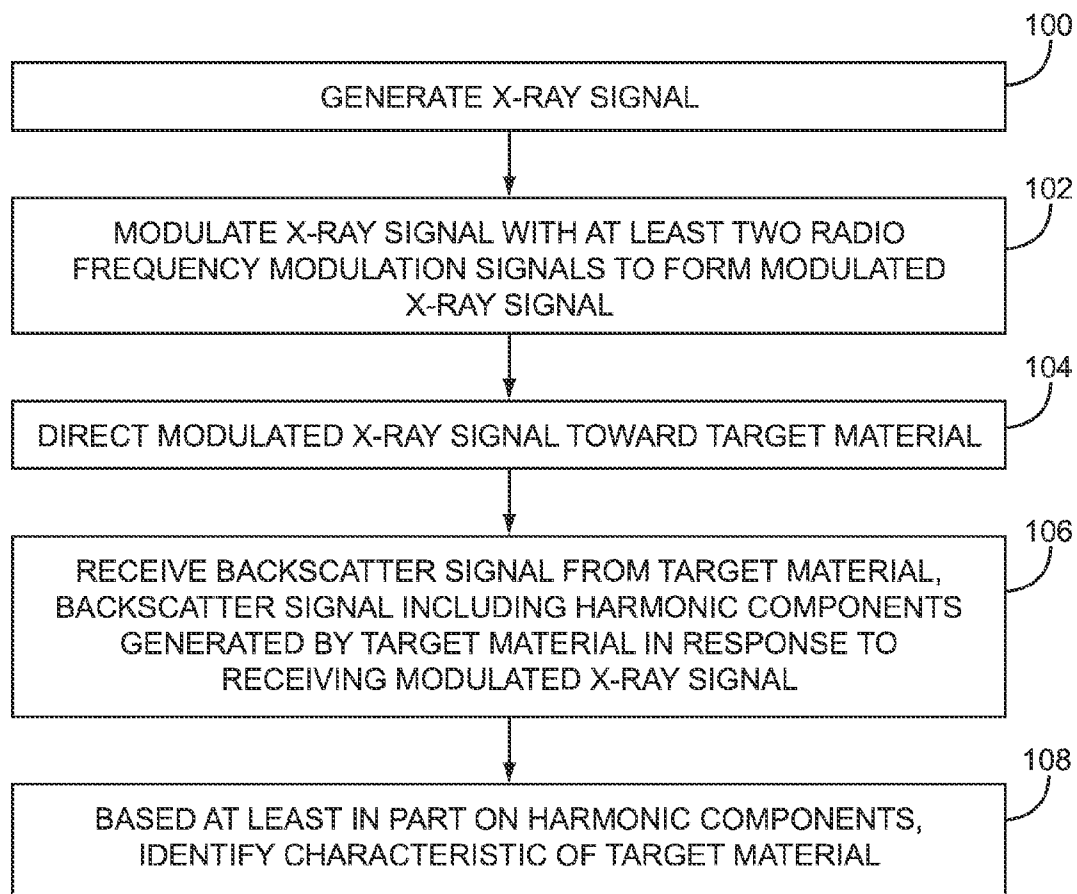 100
GENERATE X-RAY SIGNAL
102
MODULATE X-RAY SIGNAL WITH AT LEAST TWO RADIO
FREQUENCY MODULATION SIGNALS TO FORM MODULATED
X-RAY SIGNAL
104
DIRECT MODULATED X-RAY SIGNAL TOWARD TARGET MATERIAL
106
RECEIVE BACKSCATTER SIGNAL FROM TARGET MATERIAL,
BACKSCATTER SIGNAL INCLUDING HARMONIC COMPONENTS
GENERATED BY TARGET MATERIAL IN RESPONSE TO
RECEIVING MODULATED X-RAY SIGNAL
108
BASED AT LEAST IN PART ON HARMONIC COMPONENTS,
IDENTIFY CHARACTERISTIC OF TARGET MATERIAL